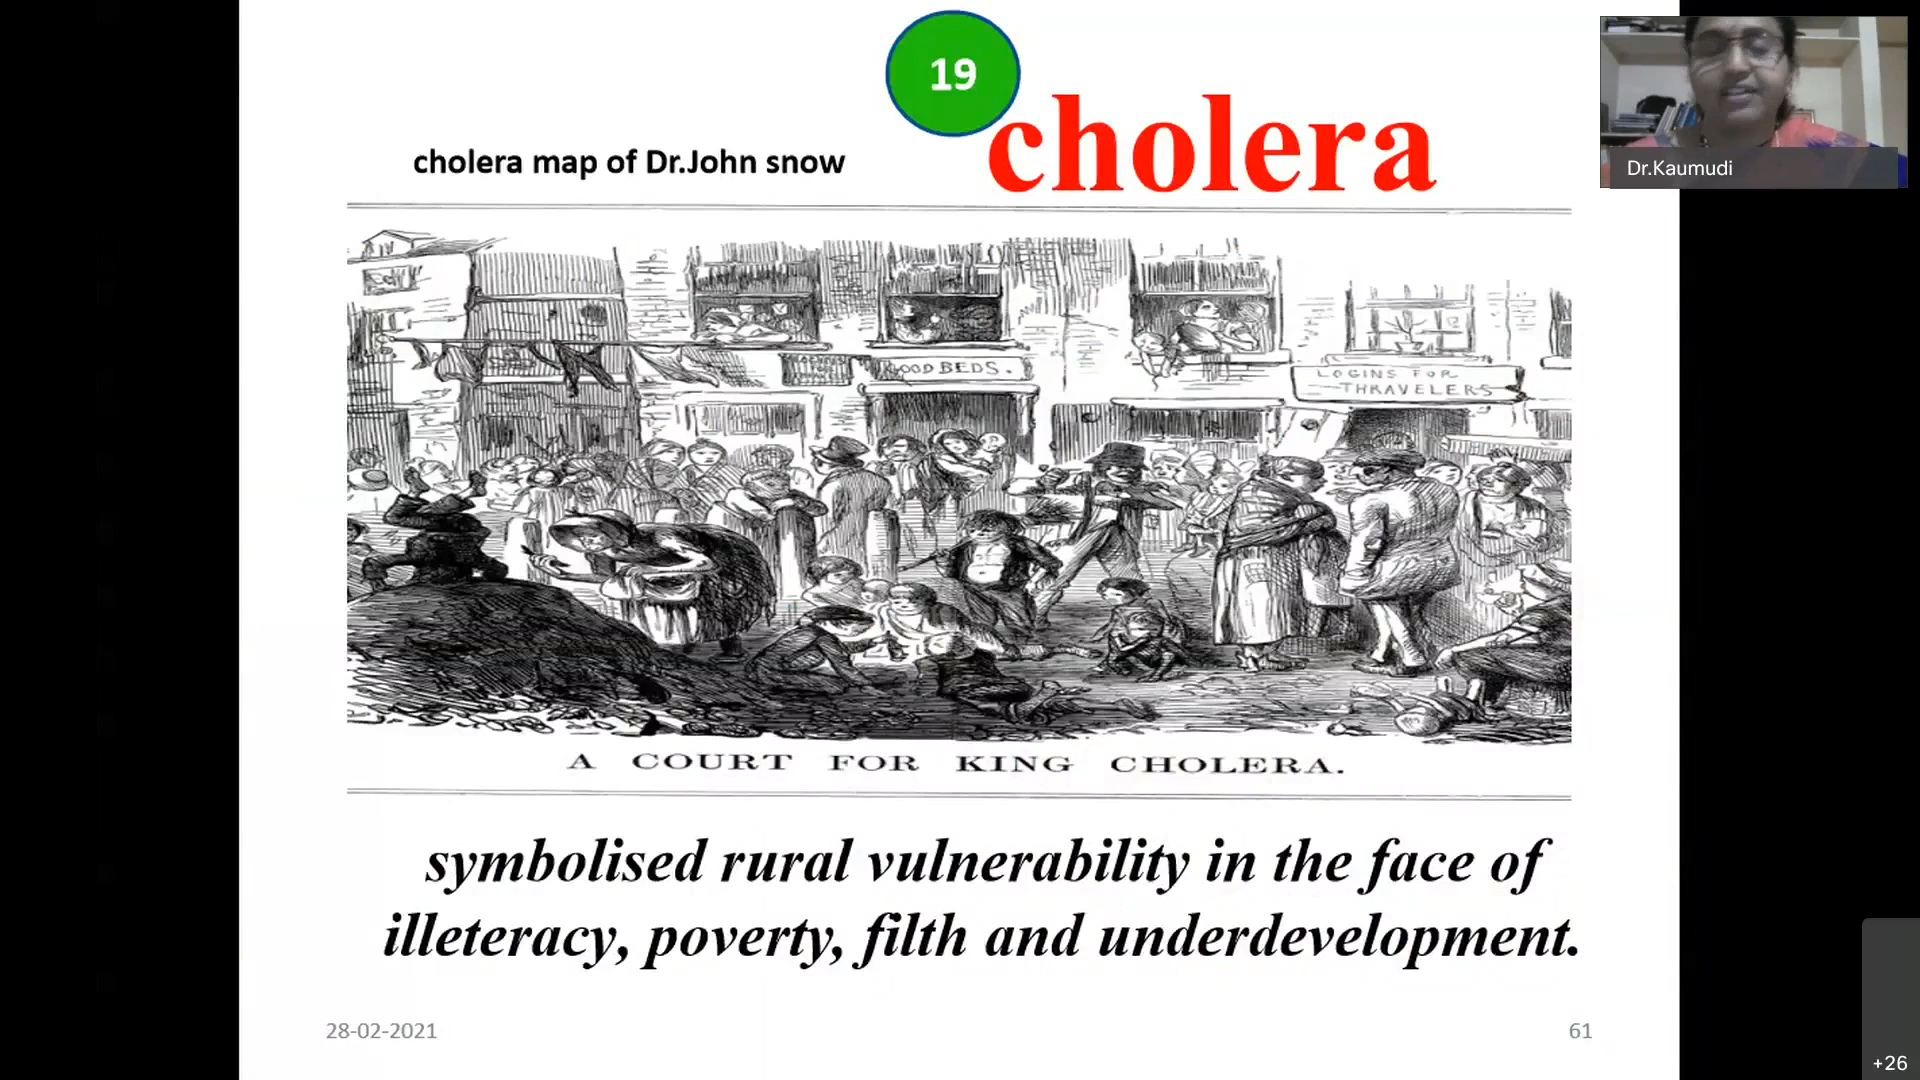 19
cholera
cholera map of Dr.John snow
Dr.Kaumudi
OOD BEDS.
LOGINS FOR
THRAVELERS
A COURT FOR KING CHOLERA.
symbolised rural vulnerability in the face of
illeteracy, poverty, filth and underdevelopment.
28-02-2021
61
+26